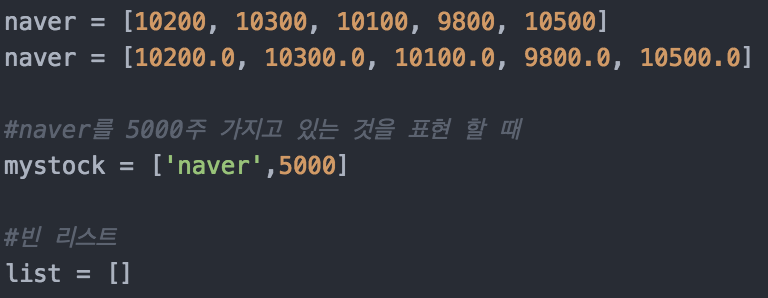 naver = [10200, 10300, 10100, 9800, 10500]
naver = [10200.0, 10300.0, 10100.0, 9800.0, 10500.0]
#naver를 5000주 가지고 있는 것을 표현 할 때
mystock = ['naver',5000]
#빈 리스트
list = []